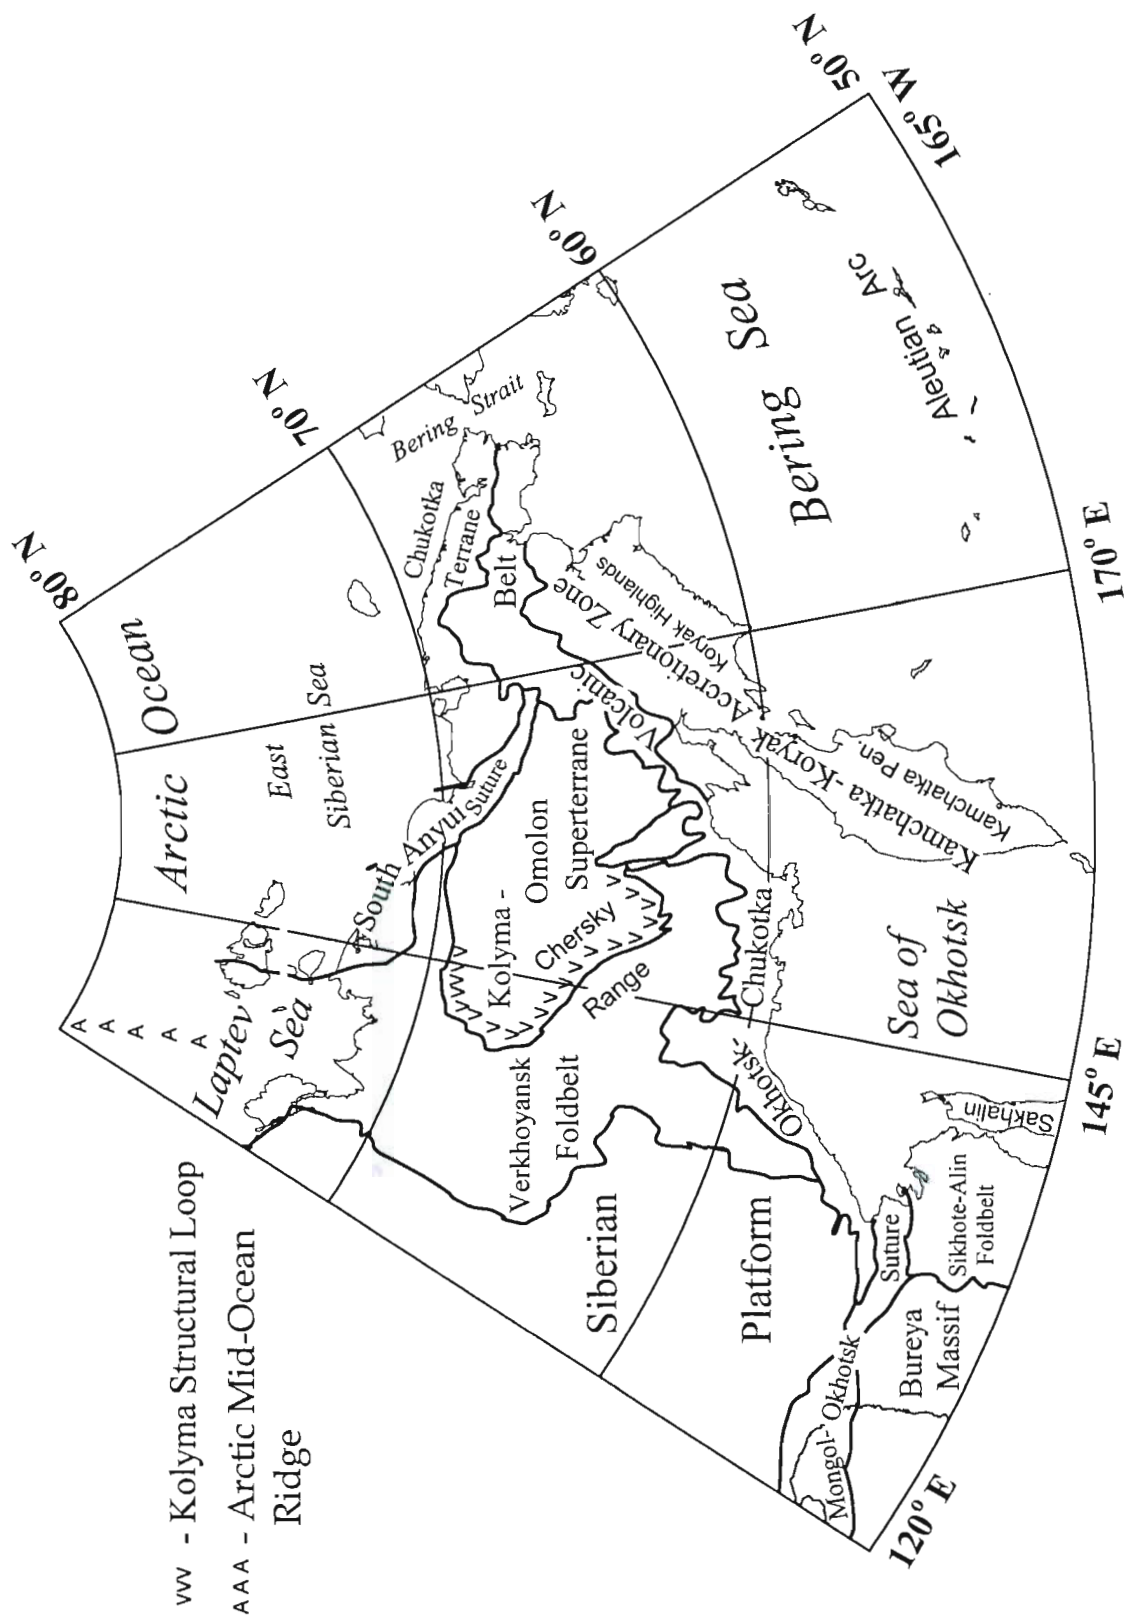 vvv - Kolyma Structural Loop
AAA - Arctic Mid-Ocean
Ridge
80° N
70° N
60° N
50° N
165° W
170° E
145° E
120° E
Arctic Ocean
East
Siberian Sea
Laptev
Sea
Bering
Strait
Bering Sea
Aleutian Arc
Chukotka
Terrane
South Anyui
Suture
Kolyma -
Omolon
Superterrane
Chersky
Range
Verkhoyansk
Foldbelt
Siberian
Platform
Okhotsk-
Chukotka
Volcanic
Belt
Kamchatka - Koryak
Accretionary Zone
Koryak Highlands
Kamchatka Pen.
Sea of
Okhotsk
Sakhalin
Sikhote-Alin
Foldbelt
Mongol- Okhotsk
Suture
Bureya
Massif
A
A
A
A
A
v v v v v v v v v v v v v v v v v v v v v v v v v v v